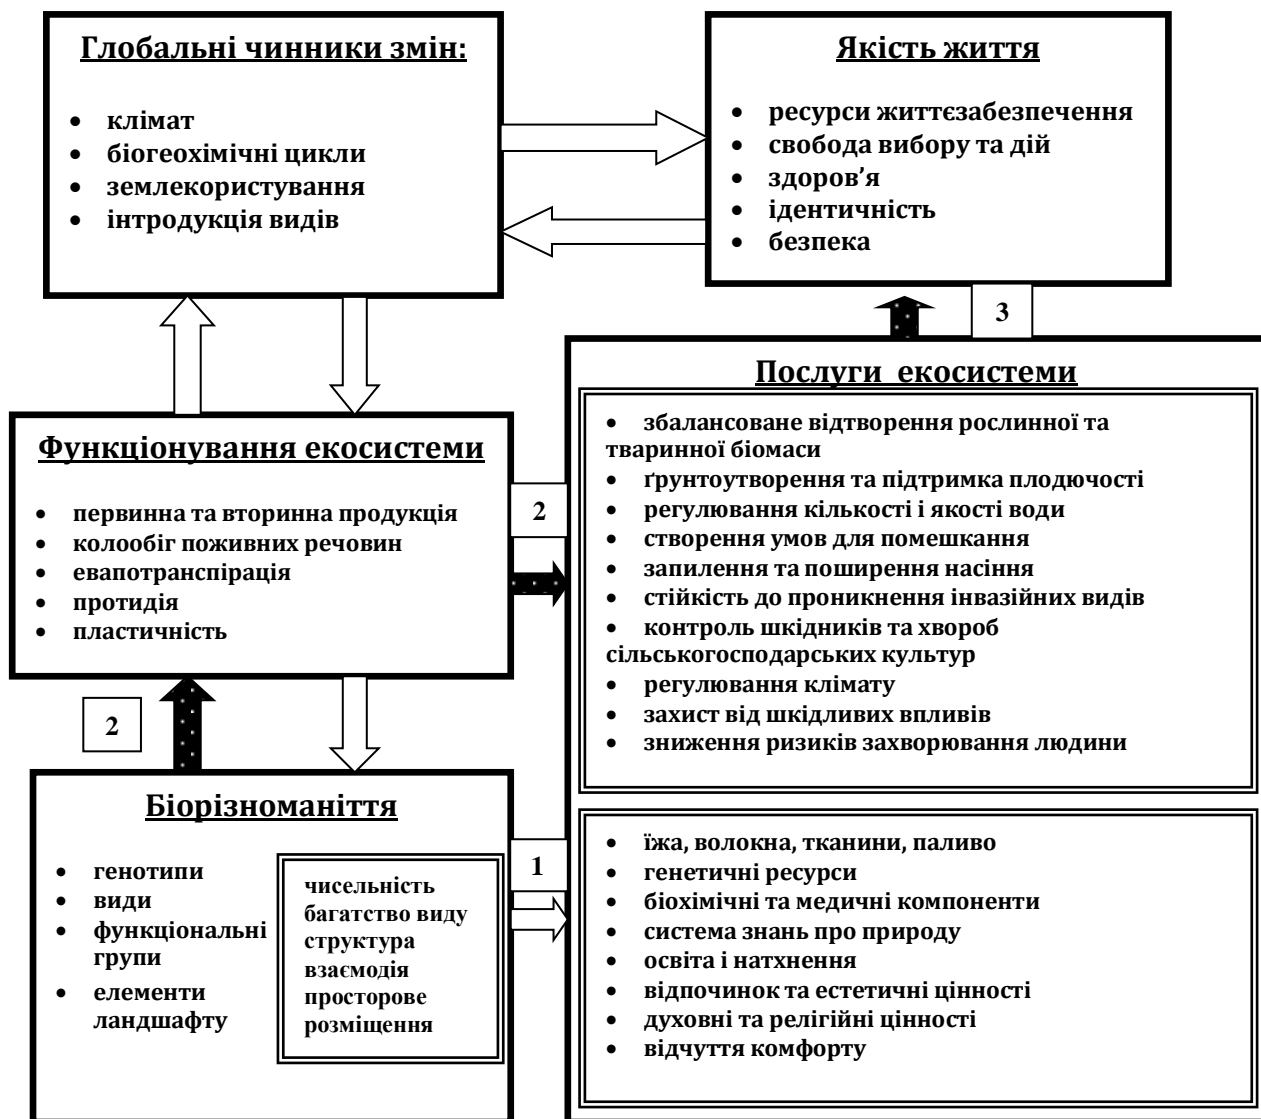 Глобальні чинники змін:
• клімат
• біогеохімічні цикли
• землекористування
• інтродукція видів
Якість життя
• ресурси життєзабезпечення
• свобода вибору та дій
• здоров’я
• ідентичність
• безпека
3
Функціонування екосистеми
• первинна та вторинна продукція
• колообіг поживних речовин
• евапотранспірація
• протидія
• пластичність
2
2
Послуги екосистеми
• збалансоване відтворення рослинної та
тваринної біомаси
• ґрунтоутворення та підтримка плодючості
• регулювання кількості і якості води
• створення умов для помешкання
• запилення та поширення насіння
• стійкість до проникнення інвазійних видів
• контроль шкідників та хвороб
сільськогосподарських культур
• регулювання клімату
• захист від шкідливих впливів
• зниження ризиків захворювання людини
Біорізноманіття
• генотипи
• види
• функціональні
групи
• елементи
ландшафту
чисельність
багатство виду
структура
взаємодія
просторове
розміщення
1
• їжа, волокна, тканини, паливо
• генетичні ресурси
• біохімічні та медичні компоненти
• система знань про природу
• освіта і натхнення
• відпочинок та естетичні цінності
• духовні та релігійні цінності
• відчуття комфорту